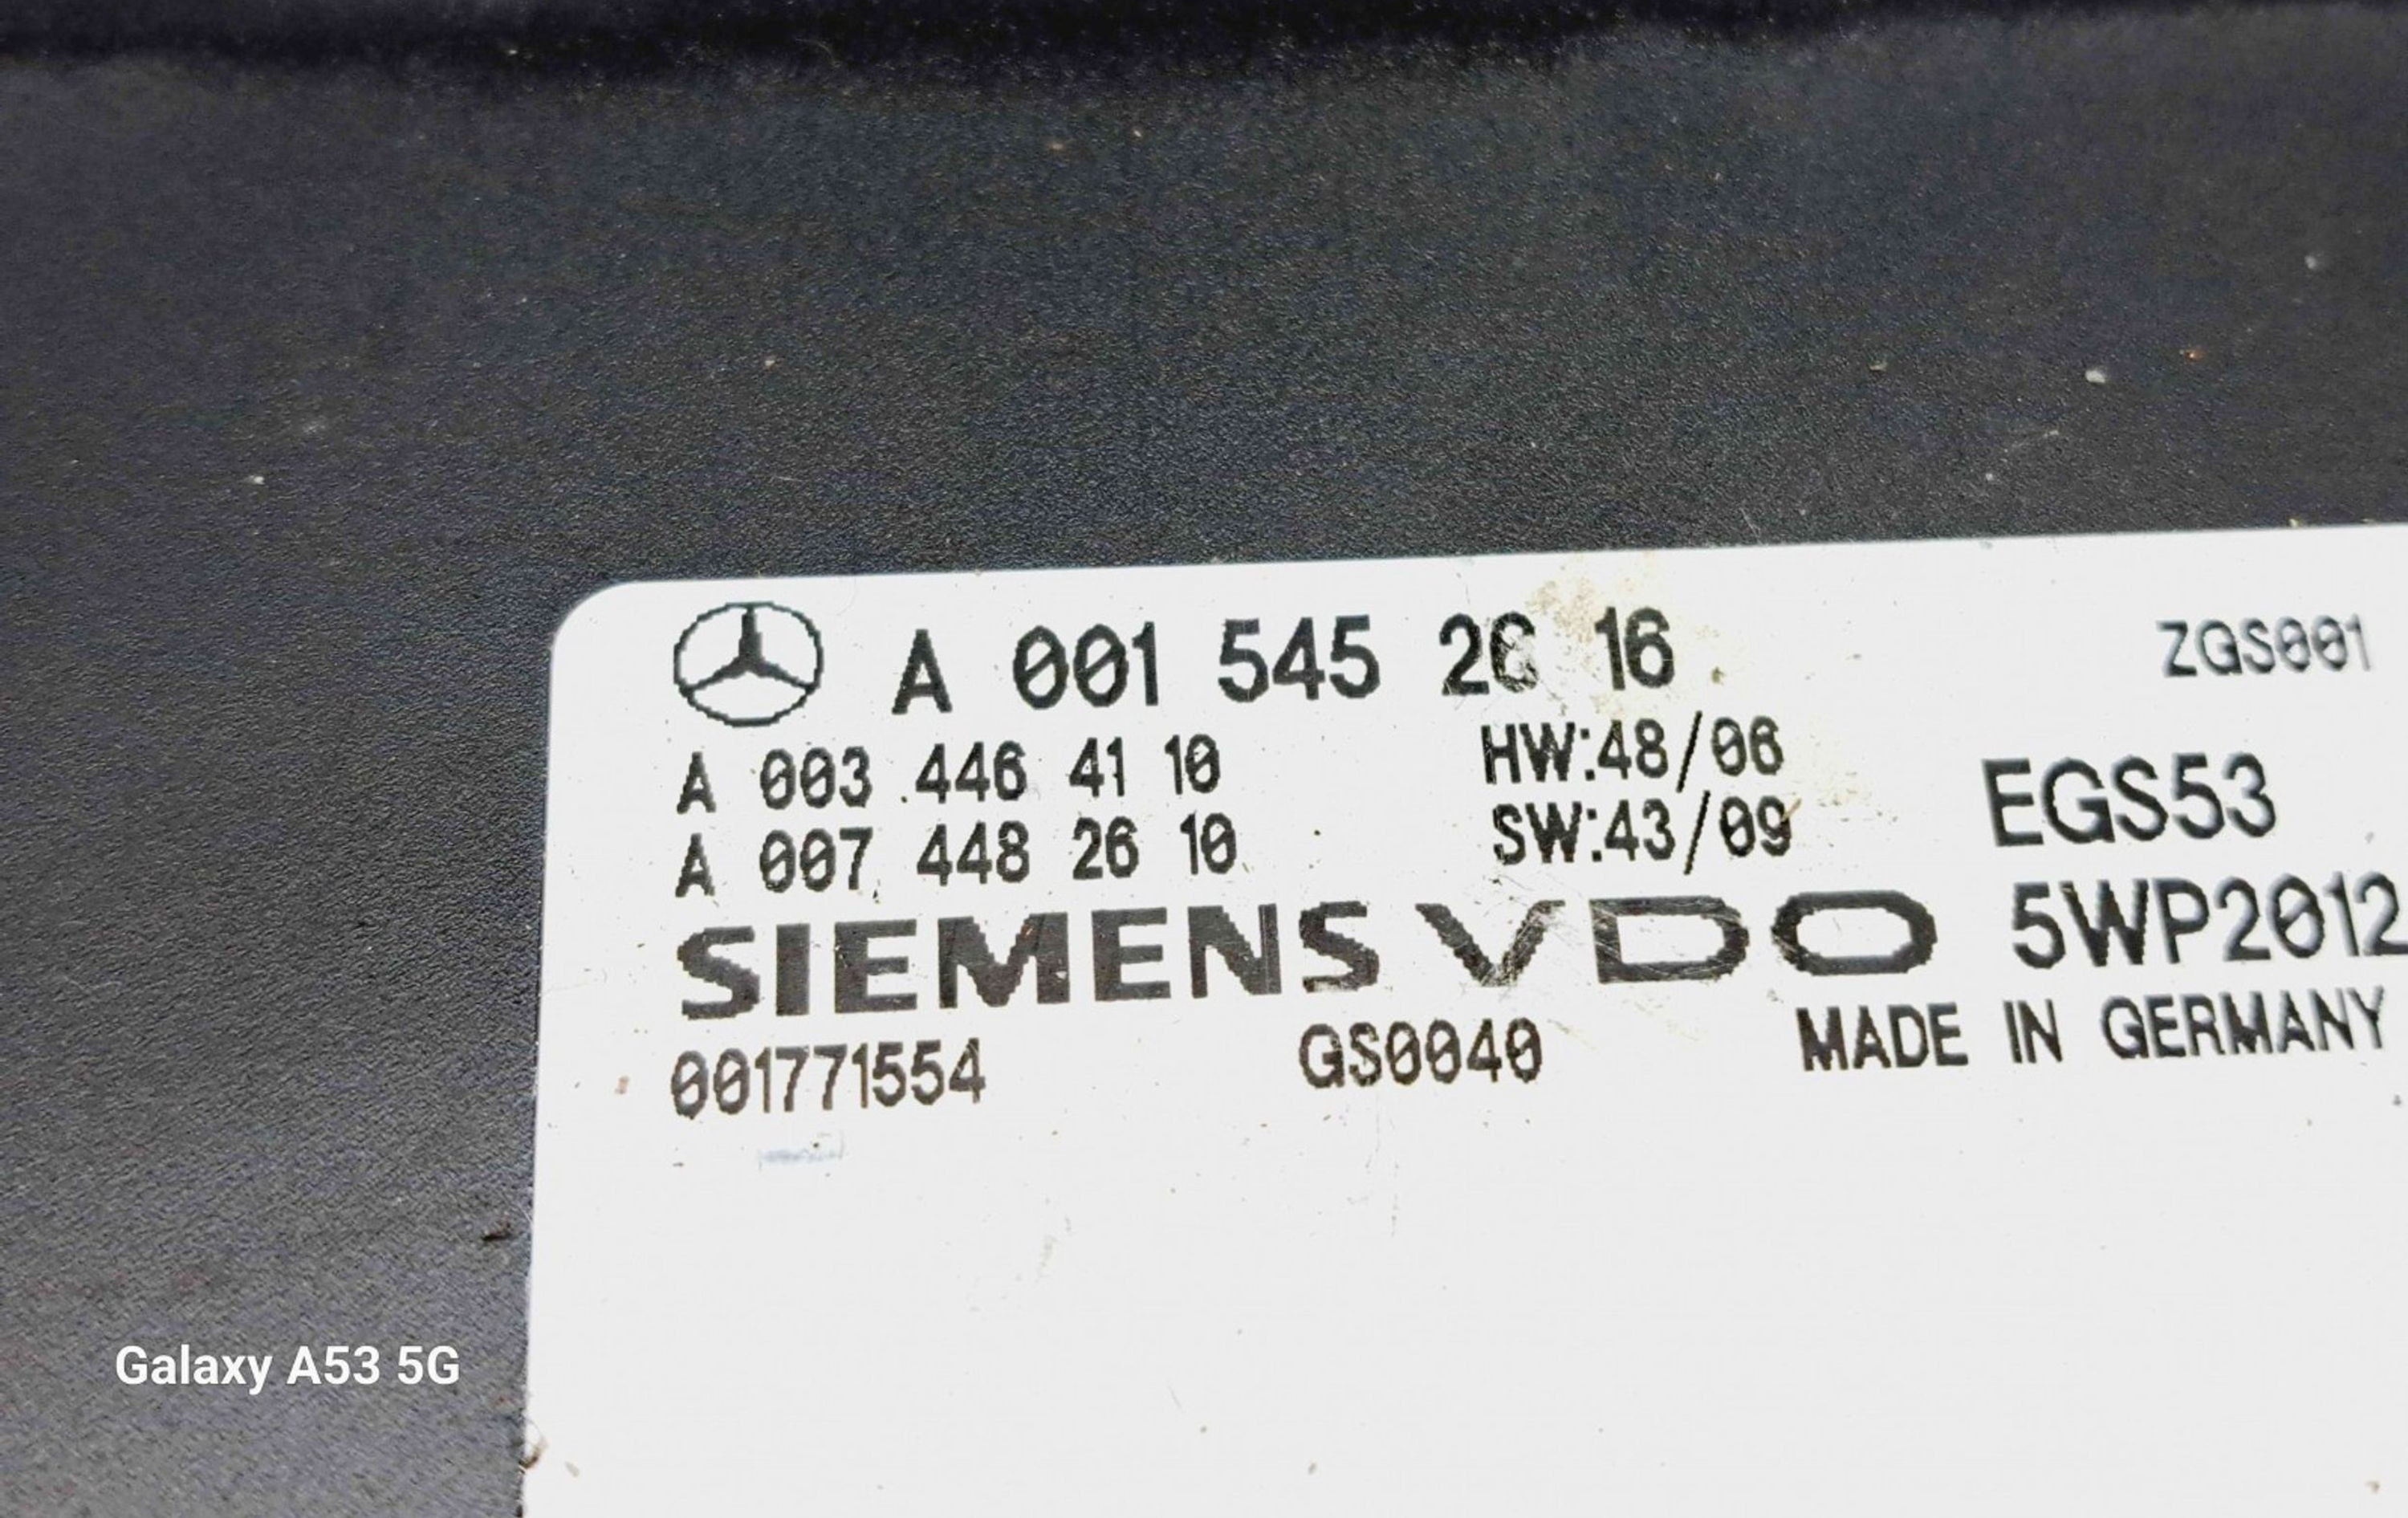 A 001 545 26 16
ZGS001
A 003 446 41 10
HW:48/06
EGS53
A 007 448 26 10
SW:43/09
SIEMENS VDO
5WP2012
001771554
GS0040
MADE IN GERMANY
Galaxy A53 5G